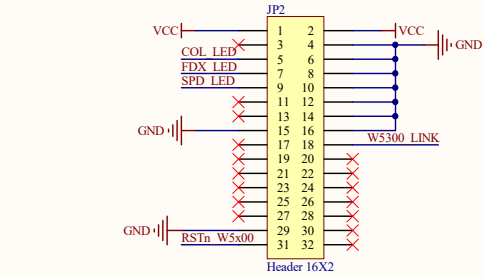 JP2
VCC 1 2 VCC
3 4 GND
COL_LED 5 6
FDX_LED 7 8
SPD_LED 9 10
11 12
13 14
GND 15 16
17 18 W5300_LINK
19 20
21 22
23 24
25 26
27 28
GND 29 30
RSTn_W5x00 31 32
Header 16X2